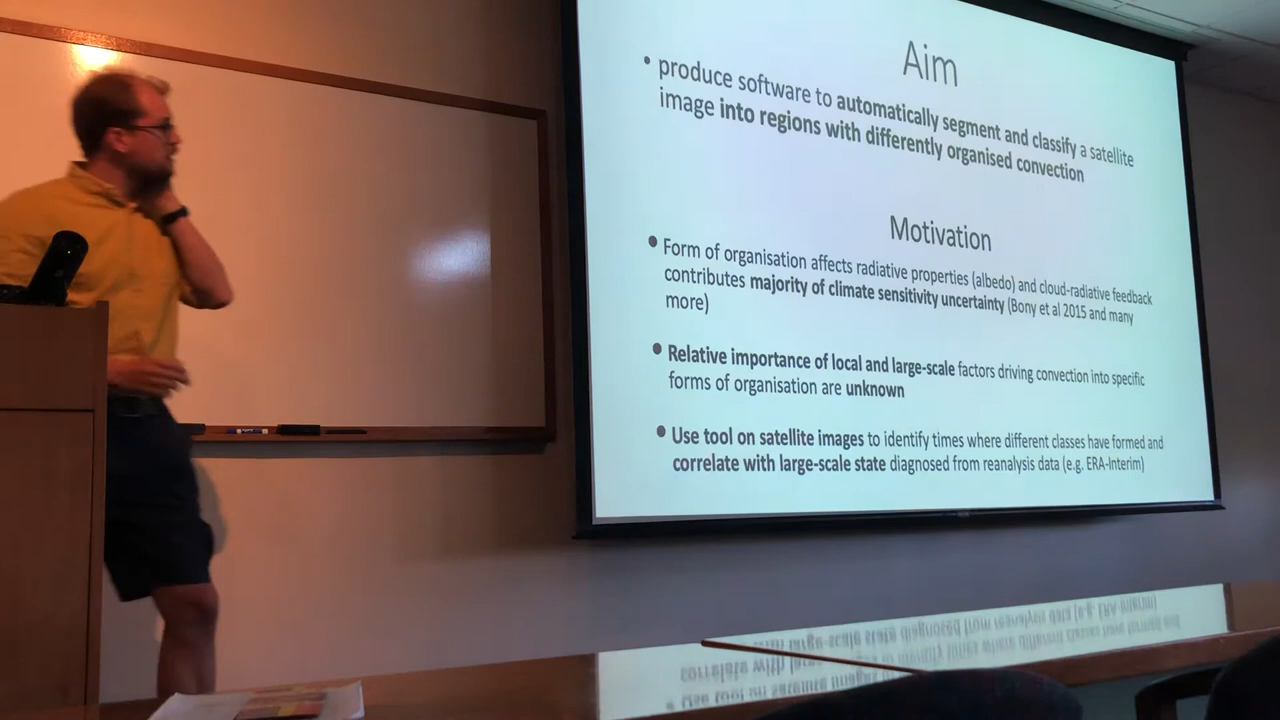 Aim
• produce software to automatically segment and classify a satellite
image into regions with differently organised convection
Motivation
• Form of organisation affects radiative properties (albedo) and cloud-radiative feedback
contributes majority of climate sensitivity uncertainty (Bony et al 2015 and many
more)
• Relative importance of local and large-scale factors driving convection into specific
forms of organisation are unknown
• Use tool on satellite images to identify times where different classes have formed and
correlate with large-scale state diagnosed from reanalysis data (e.g. ERA-Interim)